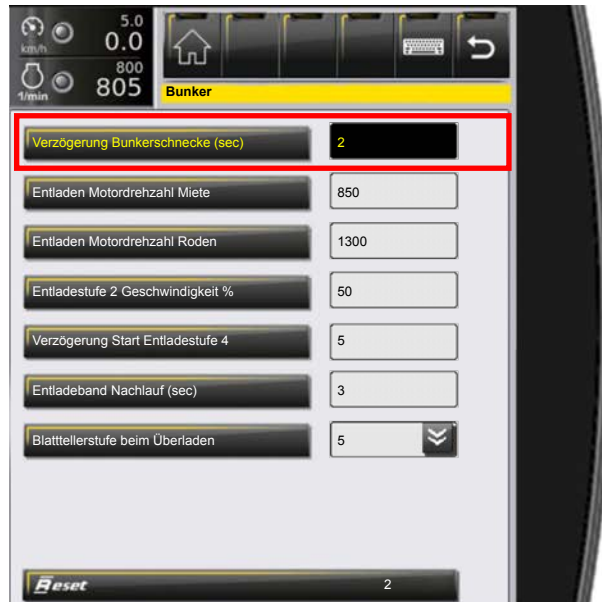 5.0
km/h 0.0
800
1/min 805
Bunker
Verzögerung Bunkerschnecke (sec) 2
Entladen Motordrehzahl Miete 850
Entladen Motordrehzahl Roden 1300
Entladestufe 2 Geschwindigkeit % 50
Verzögerung Start Entladestufe 4 5
Entladeband Nachlauf (sec) 3
Blatttellerstufe beim Überladen 5
Reset 2